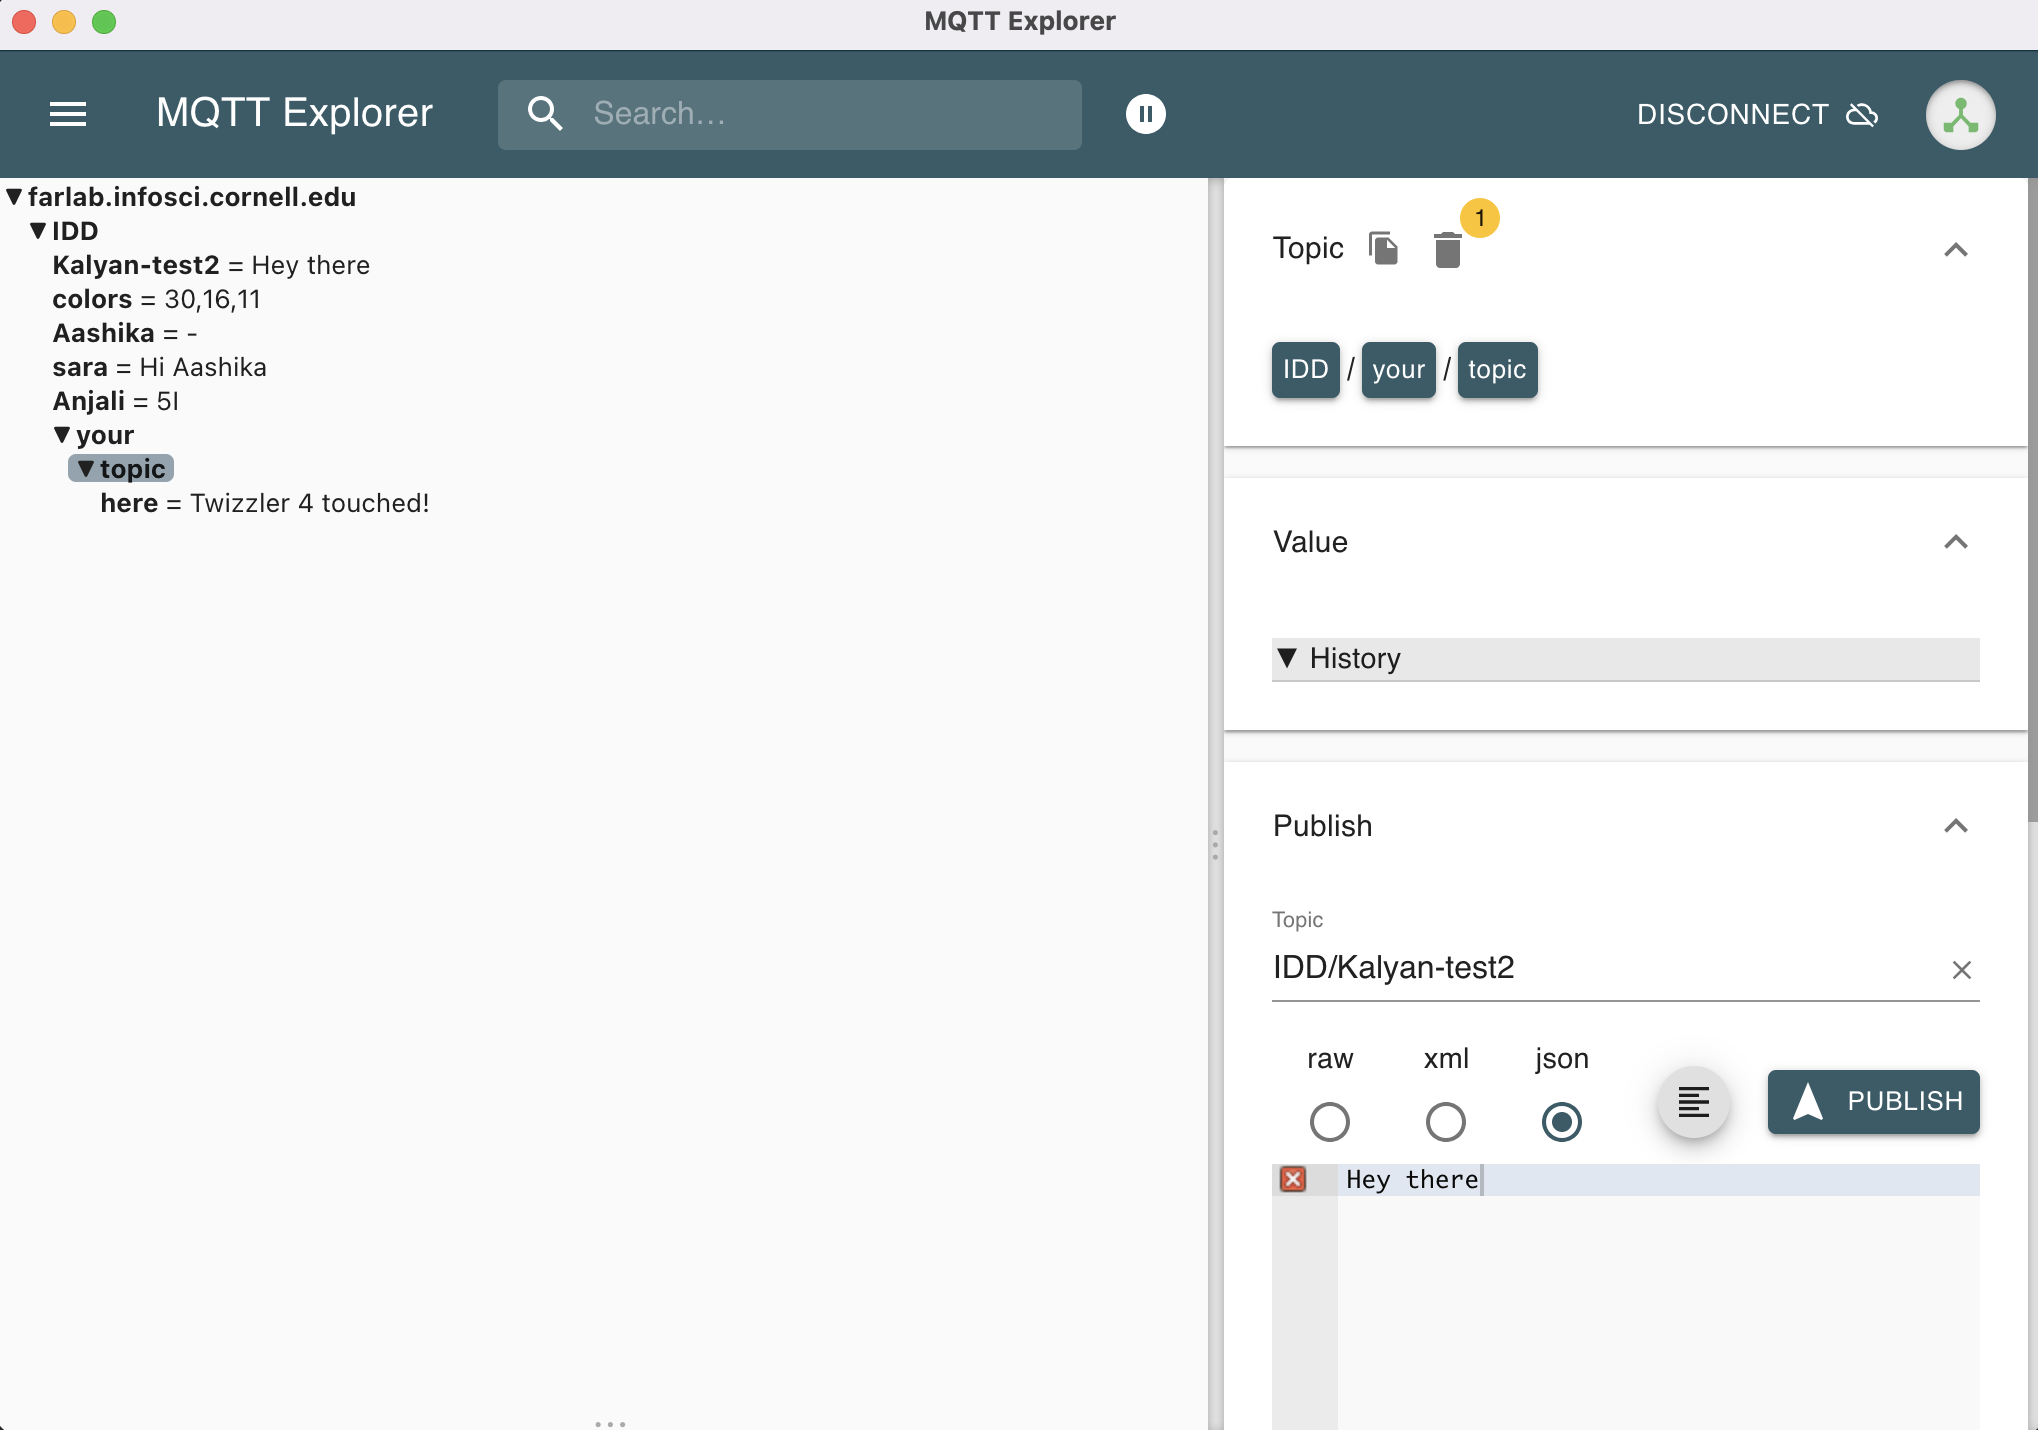 MQTT Explorer
MQTT Explorer
Search...
DISCONNECT
▼ farlab.infosci.cornell.edu
▼ IDD
Kalyan-test2 = Hey there
colors = 30,16,11
Aashika = -
sara = Hi Aashika
Anjali = 5I
▼ your
▼ topic
here = Twizzler 4 touched!
Topic
1
IDD / your / topic
Value
▼ History
Publish
Topic
IDD/Kalyan-test2
raw xml json
PUBLISH
Hey there